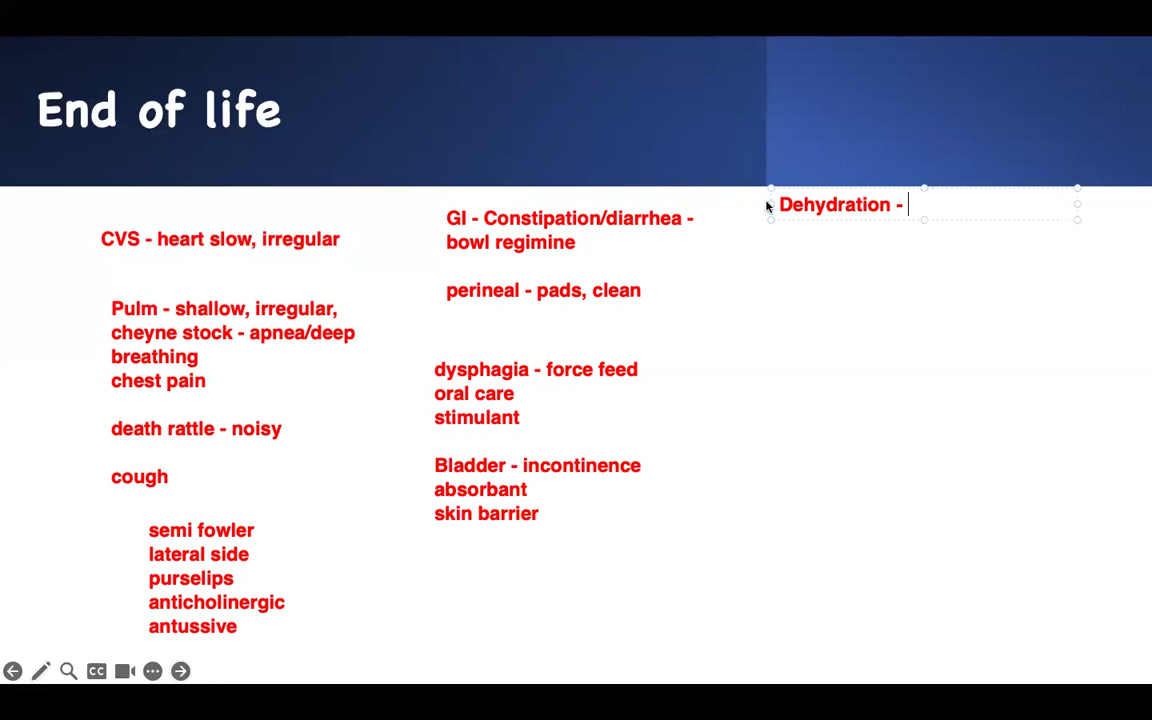 End of life
CVS - heart slow, irregular
Pulm - shallow, irregular,
cheyne stock - apnea/deep
breathing
chest pain
death rattle - noisy
cough
semi fowler
lateral side
purselips
anticholinergic
antussive
GI - Constipation/diarrhea -
bowl regimine
perineal - pads, clean
dysphagia - force feed
oral care
stimulant
Bladder - incontinence
absorbant
skin barrier
Dehydration -
CC